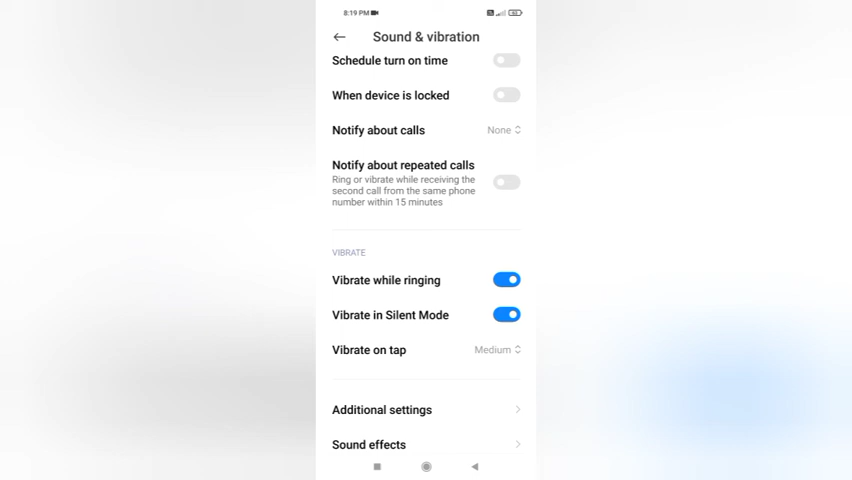 8:19 PM
Sound & vibration
Schedule turn on time
When device is locked
Notify about calls None
Notify about repeated calls
Ring or vibrate while receiving the
second call from the same phone
number within 15 minutes
VIBRATE
Vibrate while ringing
Vibrate in Silent Mode
Vibrate on tap Medium
Additional settings
Sound effects